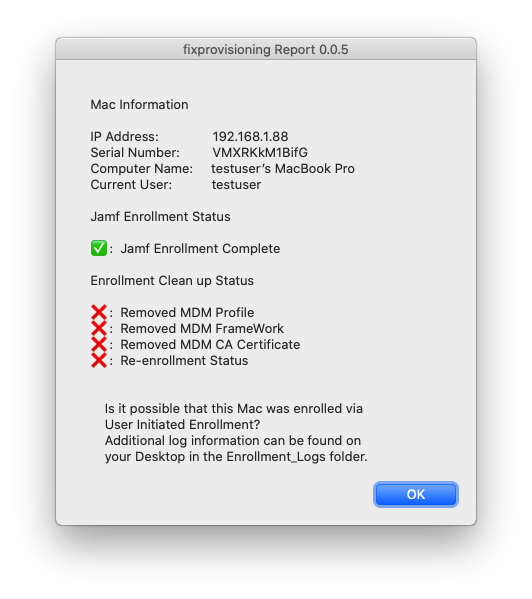 fixprovisioning Report 0.0.5
Mac Information
IP Address: 192.168.1.88
Serial Number: VMXRKkM1BifG
Computer Name: testuser's MacBook Pro
Current User: testuser
Jamf Enrollment Status
✅: Jamf Enrollment Complete
Enrollment Clean up Status
❌: Removed MDM Profile
❌: Removed MDM FrameWork
❌: Removed MDM CA Certificate
❌: Re-enrollment Status
Is it possible that this Mac was enrolled via
User Initiated Enrollment?
Additional log information can be found on
your Desktop in the Enrollment_Logs folder.
OK